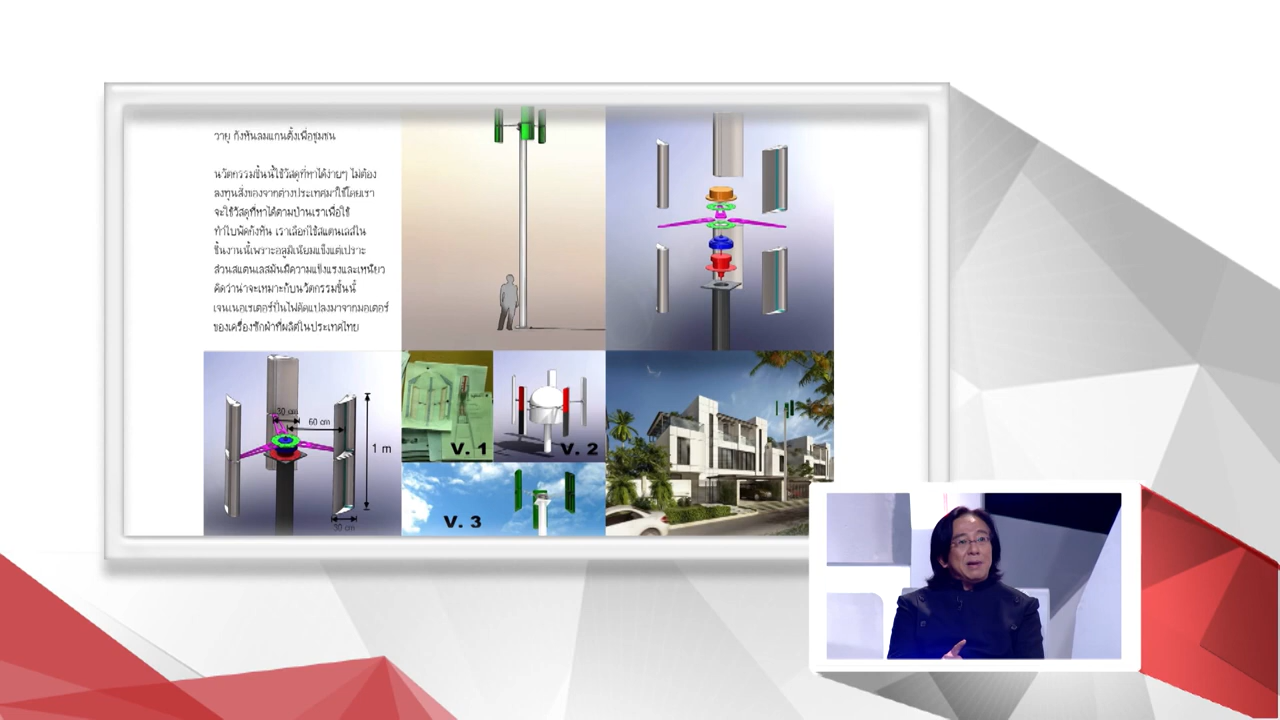 วายุ กังหันลมแกนตั้งเพื่อชุมชน
นวัตกรรมชิ้นนี้ใช้วัสดุที่หาได้ง่ายๆ ไม่ต้อง
ลงทุนสั่งของจากต่างประเทศมาใช้โดยเรา
จะใช้วัสดุที่หาได้ตามบ้านเราเพื่อใช้
ทำใบพัดกังหัน เราเลือกใช้สแตนเลสใน
ชิ้นงานนี้เพราะอลูมิเนียมแข็งแต่เปราะ
ส่วนสแตนเลสมันมีความแข็งแรงและเหนียว
คิดว่าน่าจะเหมาะกับนวัตกรรมชิ้นนี้
เจนเนอเรเตอร์ปั่นไฟดัดแปลงมาจากมอเตอร์
ของเครื่องซักผ้าที่ผลิตในประเทศไทย
30 cm
60 cm
1 m
30 cm
V. 1
V. 2
V. 3